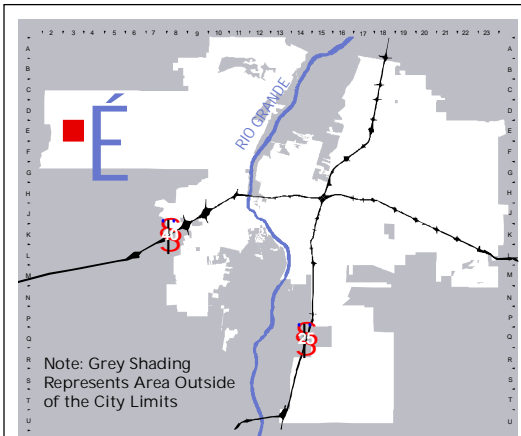 2 3 4 5 6 7 8 9 10 11 12 13 14 15 16 17 18 19 20 21 22 23
A A
B B
C C
D D
E E
F F
G G
H H
J J
K K
L L
M M
N N
P P
Q Q
R R
S S
T T
U U
É
RIO GRANDE
40
25
Note: Grey Shading
Represents Area Outside
of the City Limits